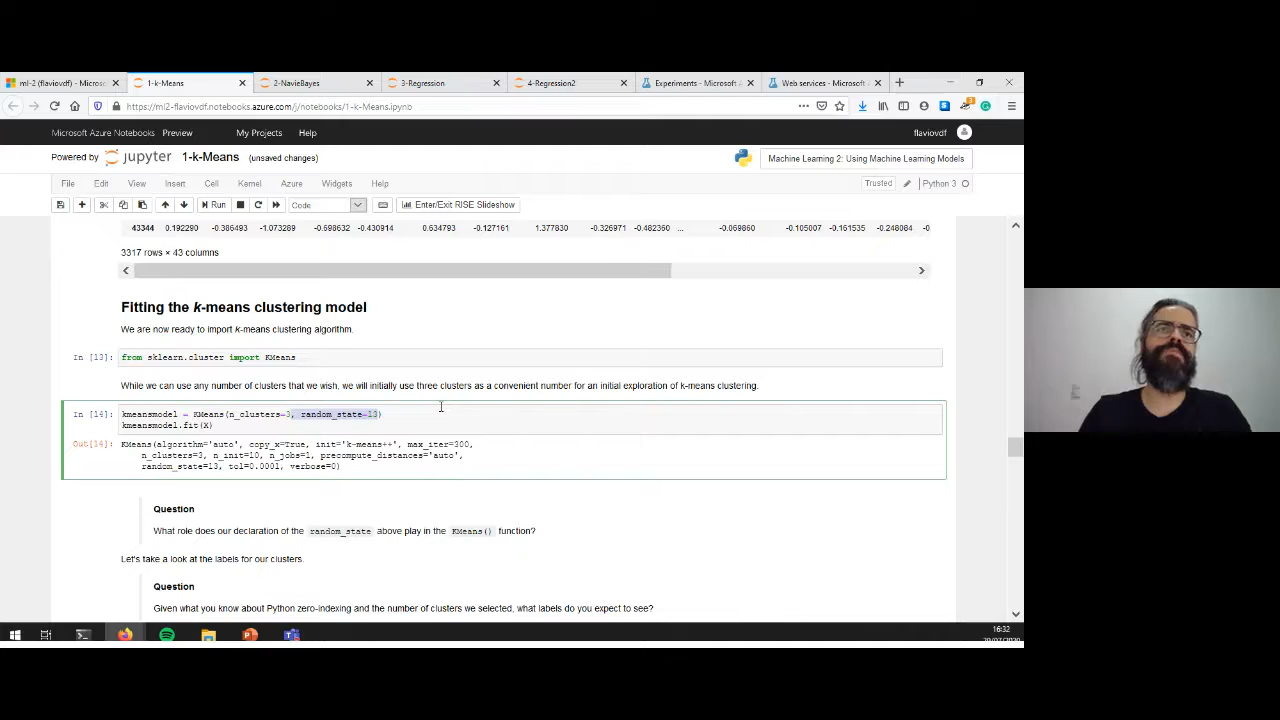 ml-2 (flaviovdf) - Microso
1-k-Means
2-NavieBayes
3-Regression
4-Regression2
Experiments - Microsoft A
Web services - Microsoft A
https://ml2-flaviovdf.notebooks.azure.com/j/notebooks/1-k-Means.ipynb
Microsoft Azure Notebooks Preview My Projects Help flaviovdf
Powered by jupyter 1-k-Means (unsaved changes) Machine Learning 2: Using Machine Learning Models
File Edit View Insert Cell Kernel Azure Widgets Help Trusted Python 3
Run Code Enter/Exit RISE Slideshow
43344 0.192290 -0.386493 -1.073289 -0.698632 -0.430914 0.634793 -0.127161 1.377830 -0.326971 -0.482360 ... -0.069860 -0.105007 -0.161535 -0.248084 -0
3317 rows × 43 columns
Fitting the k-means clustering model
We are now ready to import k-means clustering algorithm.
In [13]: from sklearn.cluster import KMeans
While we can use any number of clusters that we wish, we will initially use three clusters as a convenient number for an initial exploration of k-means clustering.
In [14]: kmeansmodel = KMeans(n_clusters=3, random_state=13)
kmeansmodel.fit(X)
Out[14]: KMeans(algorithm='auto', copy_x=True, init='k-means++', max_iter=300,
n_clusters=3, n_init=10, n_jobs=1, precompute_distances='auto',
random_state=13, tol=0.0001, verbose=0)
Question
What role does our declaration of the random_state above play in the KMeans() function?
Let's take a look at the labels for our clusters.
Question
Given what you know about Python zero-indexing and the number of clusters we selected, what labels do you expect to see?
16:32